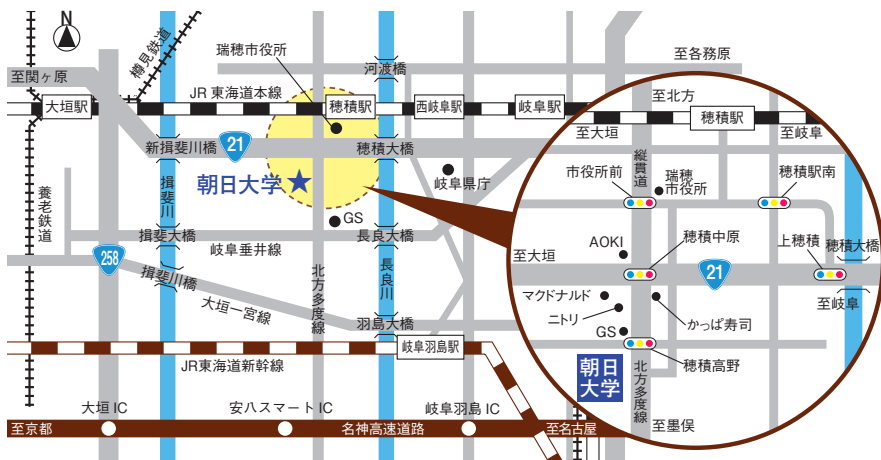 N
樽見鉄道
瑞穂市役所
至各務原
河渡橋
至関ヶ原
JR東海道本線
大垣駅
穂積駅
西岐阜駅
岐阜駅
新揖斐川橋
21
穂積大橋
朝日大学
岐阜県庁
養老鉄道
揖斐川
GS
揖斐大橋
岐阜垂井線
長良大橋
258
揖斐川橋
大垣一宮線
北方多度線
長良川
羽島大橋
岐阜羽島駅
JR東海道新幹線
大垣IC
安八スマートIC
岐阜羽島IC
至京都
名神高速道路
至名古屋
至北方
穂積駅
至大垣
至岐阜
縦貫道
市役所前
瑞穂
市役所
穂積駅南
AOKI
穂積中原
上穂積
穂積大橋
至大垣
21
マクドナルド
ニトリ
かっぱ寿司
至岐阜
GS
穂積高野
朝日
大学
北方多度線
至墨俣